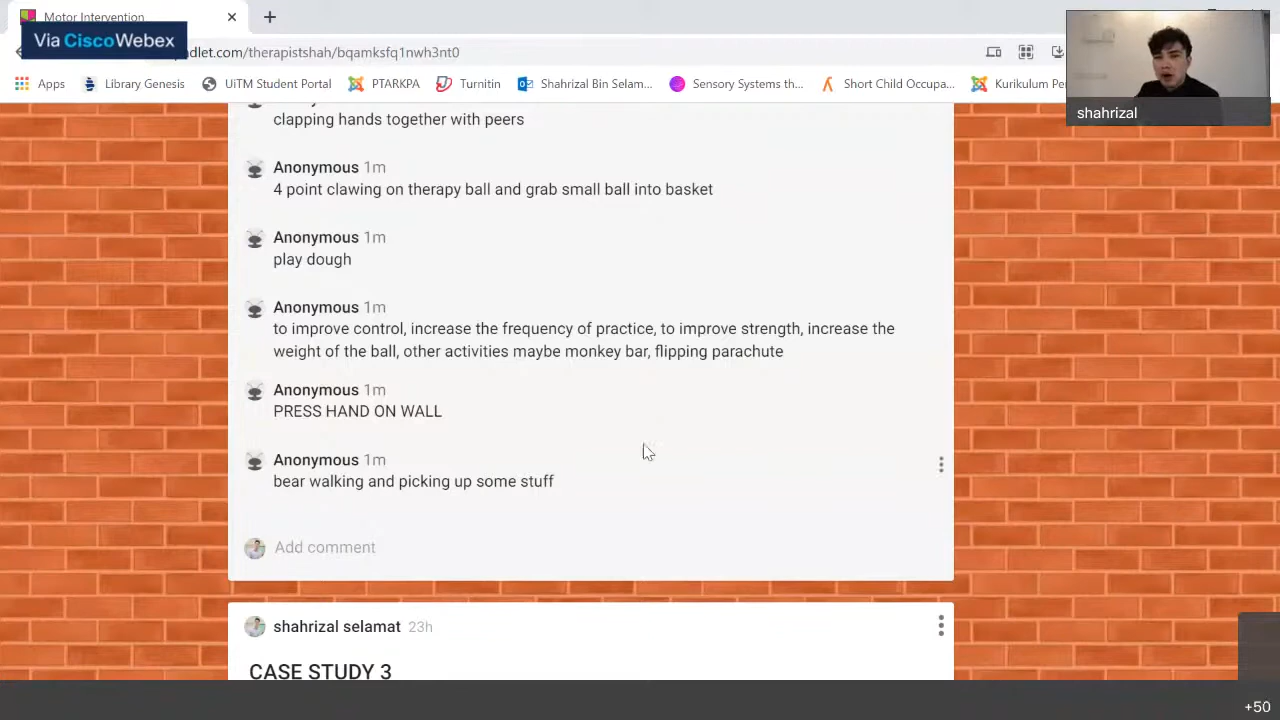 Motor Intervention
Via CiscoWebex
dlet.com/therapistshah/bqamksfq1nwh3nt0
Apps
Library Genesis
UiTM Student Portal
PTARKPA
Turnitin
Shahrizal Bin Selam...
Sensory Systems th...
Short Child Occupa...
Kurikulum Pe
shahrizal
clapping hands together with peers
Anonymous 1m
4 point clawing on therapy ball and grab small ball into basket
Anonymous 1m
play dough
Anonymous 1m
to improve control, increase the frequency of practice, to improve strength, increase the
weight of the ball, other activities maybe monkey bar, flipping parachute
Anonymous 1m
PRESS HAND ON WALL
Anonymous 1m
bear walking and picking up some stuff
Add comment
shahrizal selamat 23h
CASE STUDY 3
+50